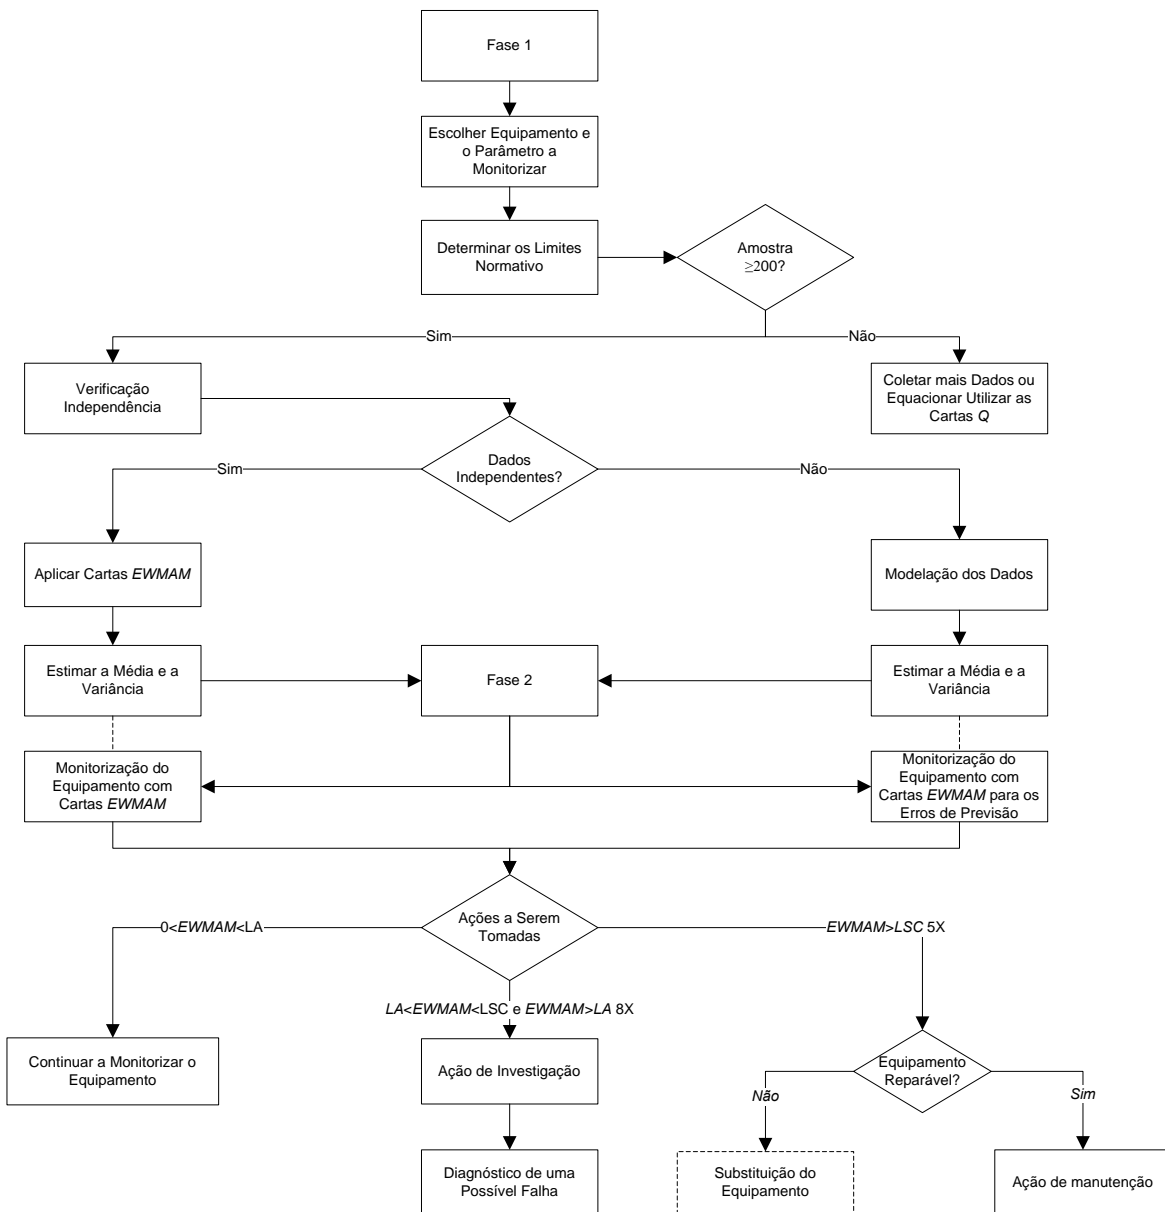 Fase 1
Escolher Equipamento e
o Parâmetro a
Monitorizar
Determinar os Limites
Normativo
Amostra
≥200?
Sim
Não
Verificação
Independência
Coletar mais Dados ou
Equacionar Utilizar as
Cartas Q
Dados
Independentes?
Sim
Não
Aplicar Cartas EWMAM
Modelação dos Dados
Estimar a Média e a
Variância
Fase 2
Estimar a Média e a
Variância
Monitorização do
Equipamento com
Cartas EWMAM
Monitorização do
Equipamento com
Cartas EWMAM para os
Erros de Previsão
Ações a Serem
Tomadas
0<EWMAM<LA
EWMAM>LSC 5X
LA<EWMAM<LSC e EWMAM>LA 8X
Continuar a Monitorizar o
Equipamento
Ação de Investigação
Equipamento
Reparável?
Não
Sim
Diagnóstico de uma
Possível Falha
Substituição do
Equipamento
Ação de manutenção